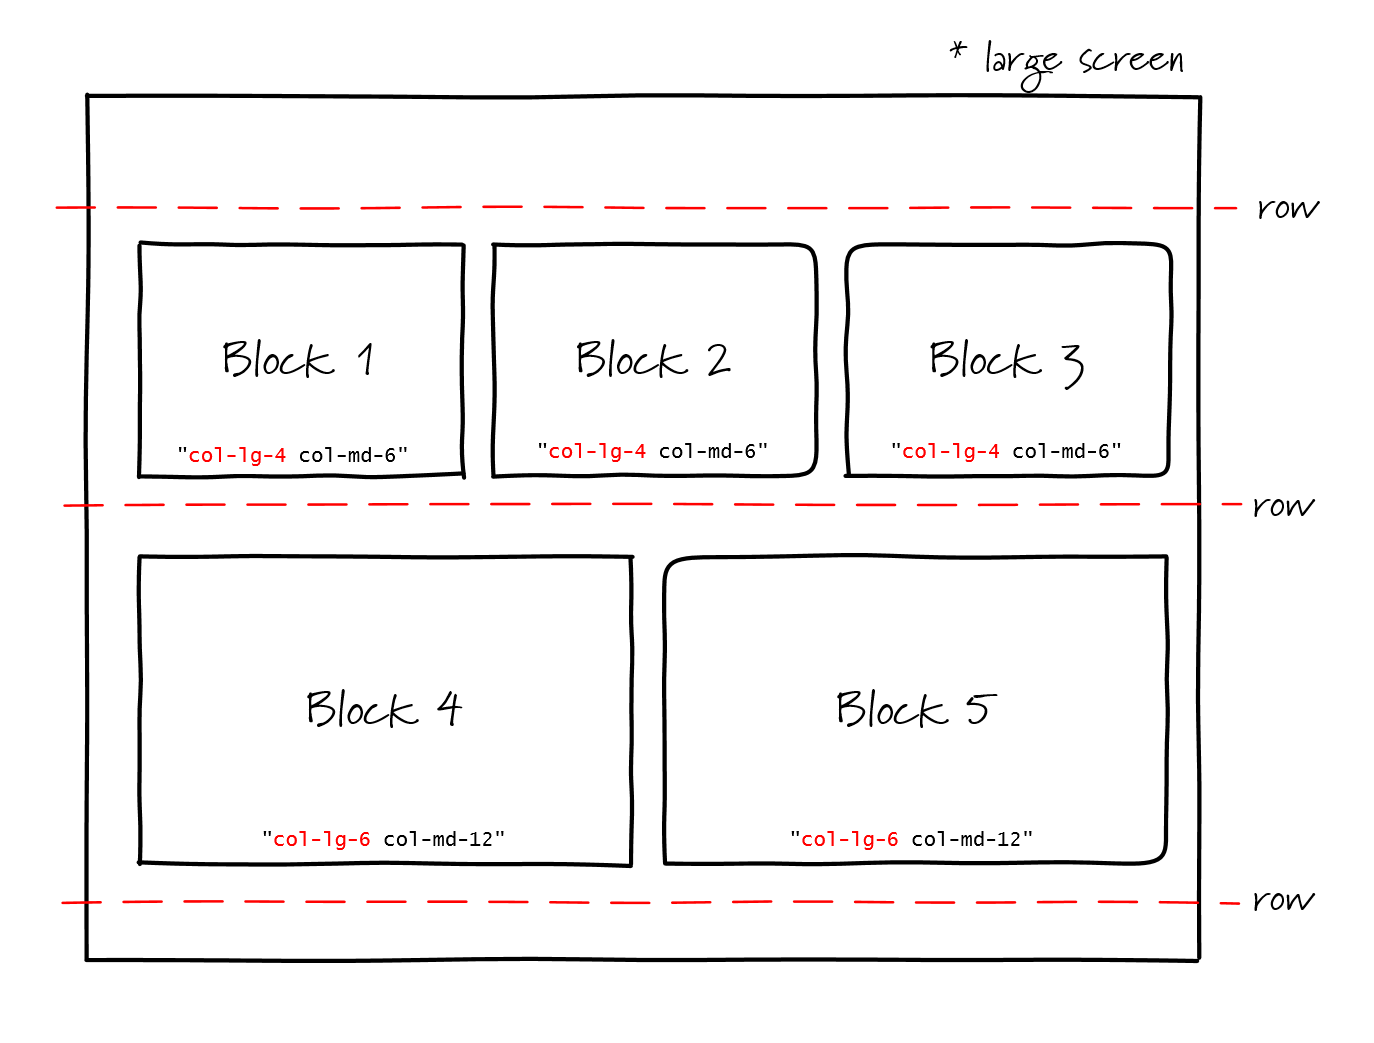 * large screen
row
Block 1
Block 2
Block 3
"col-lg-4 col-md-6"
"col-lg-4 col-md-6"
"col-lg-4 col-md-6"
row
Block 4
Block 5
"col-lg-6 col-md-12"
"col-lg-6 col-md-12"
row